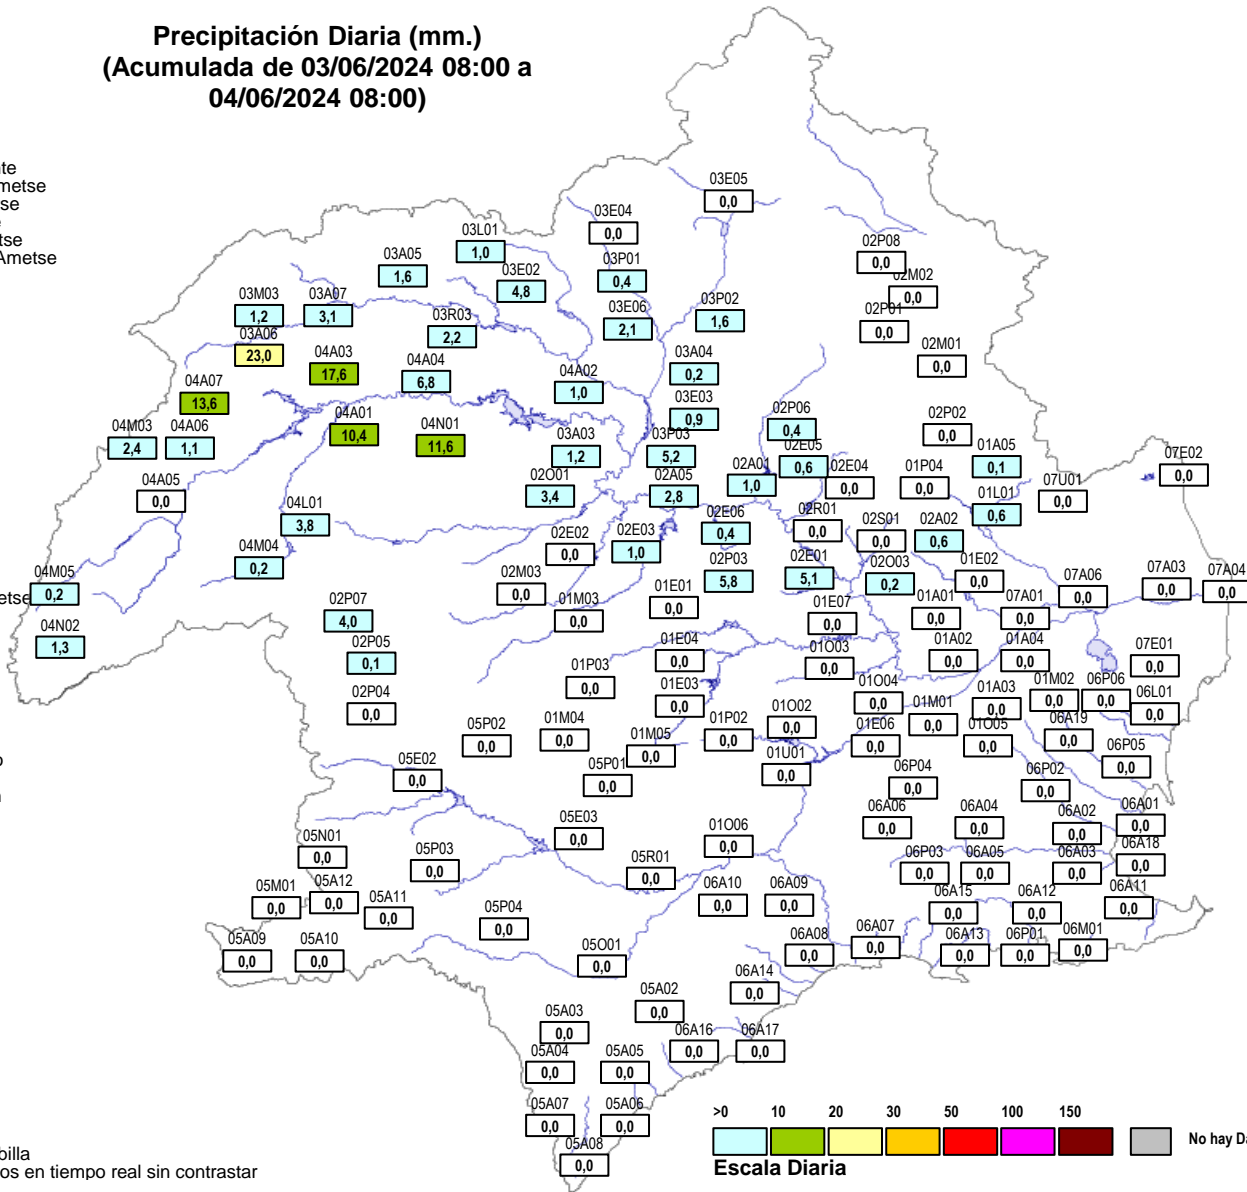 Precipitación Diaria (mm.)
(Acumulada de 03/06/2024 08:00 a
04/06/2024 08:00)
03E05
0,0
03E04
0,0
03L01
1,0
03A05
1,6
03E02
4,8
03P01
0,4
02P08
0,0
02M02
0,0
03M03
1,2
03A07
3,1
03R03
2,2
03E06
2,1
03P02
1,6
02P01
0,0
03A06
23,0
04A03
17,6
04A04
6,8
04A02
1,0
03A04
0,2
02M01
0,0
04A07
13,6
04A01
10,4
04N01
11,6
03E03
0,9
02P06
0,4
02P02
0,0
04M03
2,4
04A06
1,1
03A03
1,2
03P03
5,2
02E05
0,6
01A05
0,1
07E02
0,0
04A05
0,0
02O01
3,4
02A05
2,8
02A01
1,0
02E04
0,0
01P04
0,0
07U01
0,0
01L01
0,6
04L01
3,8
02E06
0,4
02R01
0,0
02S01
0,0
02A02
0,6
02E02
0,0
02E03
1,0
04M04
0,2
02P03
5,8
02E01
5,1
02O03
0,2
01E02
0,0
07A03
0,0
07A04
0,0
04M05
0,2
02M03
0,0
01M03
0,0
01E01
0,0
01E07
0,0
01A01
0,0
07A01
0,0
07A06
0,0
04N02
1,3
02P07
4,0
02P05
0,1
01E04
0,0
01O03
0,0
01A02
0,0
01A04
0,0
07E01
0,0
02P04
0,0
01P03
0,0
01E03
0,0
01O04
0,0
01M01
0,0
01A03
0,0
01M02
0,0
06P06
0,0
06L01
0,0
05P02
0,0
01M04
0,0
01M05
0,0
01P02
0,0
01O02
0,0
01E06
0,0
01O05
0,0
06A19
0,0
06P05
0,0
05E02
0,0
05P01
0,0
01U01
0,0
06P04
0,0
06P02
0,0
05E03
0,0
01O06
0,0
06A06
0,0
06A04
0,0
06A02
0,0
06A01
0,0
05N01
0,0
05P03
0,0
05R01
0,0
06P03
0,0
06A05
0,0
06A03
0,0
06A18
0,0
05M01
0,0
05A12
0,0
05A11
0,0
05P04
0,0
06A10
0,0
06A09
0,0
06A15
0,0
06A12
0,0
06A11
0,0
05A09
0,0
05A10
0,0
05O01
0,0
06A08
0,0
06A07
0,0
06A13
0,0
06P01
0,0
06M01
0,0
06A14
0,0
05A02
0,0
05A03
0,0
06A16
0,0
06A17
0,0
05A04
0,0
05A05
0,0
05A07
0,0
05A06
0,0
05A08
0,0
>0 10 20 30 50 100 150
No hay Da
Escala Diaria
nte
metse
tse
e
tse
Ametse
etse
o
n
billa
os en tiempo real sin contrastar